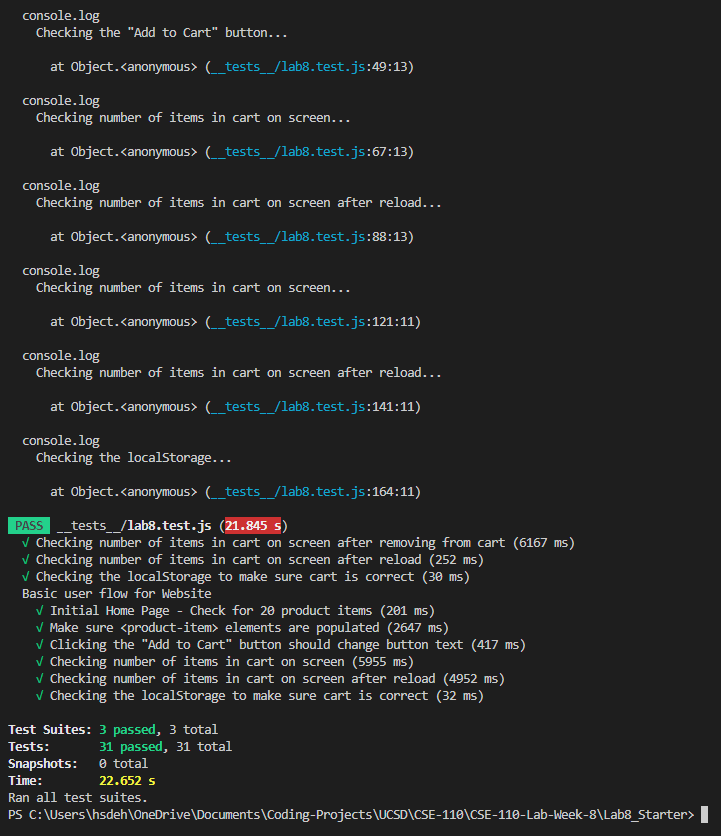 console.log
Checking the "Add to Cart" button...
at Object.<anonymous> (__tests__/lab8.test.js:49:13)
console.log
Checking number of items in cart on screen...
at Object.<anonymous> (__tests__/lab8.test.js:67:13)
console.log
Checking number of items in cart on screen after reload...
at Object.<anonymous> (__tests__/lab8.test.js:88:13)
console.log
Checking number of items in cart on screen...
at Object.<anonymous> (__tests__/lab8.test.js:121:11)
console.log
Checking number of items in cart on screen after reload...
at Object.<anonymous> (__tests__/lab8.test.js:141:11)
console.log
Checking the localStorage...
at Object.<anonymous> (__tests__/lab8.test.js:164:11)
PASS __tests__/lab8.test.js (21.845 s)
√ Checking number of items in cart on screen after removing from cart (6167 ms)
√ Checking number of items in cart on screen after reload (252 ms)
√ Checking the localStorage to make sure cart is correct (30 ms)
Basic user flow for Website
√ Initial Home Page - Check for 20 product items (201 ms)
√ Make sure <product-item> elements are populated (2647 ms)
√ Clicking the "Add to Cart" button should change button text (417 ms)
√ Checking number of items in cart on screen (5955 ms)
√ Checking number of items in cart on screen after reload (4952 ms)
√ Checking the localStorage to make sure cart is correct (32 ms)
Test Suites: 3 passed, 3 total
Tests: 31 passed, 31 total
Snapshots: 0 total
Time: 22.652 s
Ran all test suites.
PS C:\Users\hsdeh\OneDrive\Documents\Coding-Projects\UCSD\CSE-110\CSE-110-Lab-Week-8\Lab8_Starter>